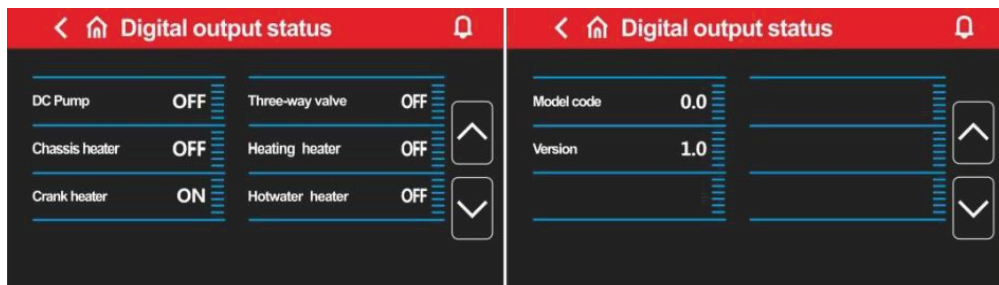 Digital output status
DC Pump OFF Three-way valve OFF
Chassis heater OFF Heating heater OFF
Crank heater ON Hotwater heater OFF
Digital output status
Model code 0.0
Version 1.0